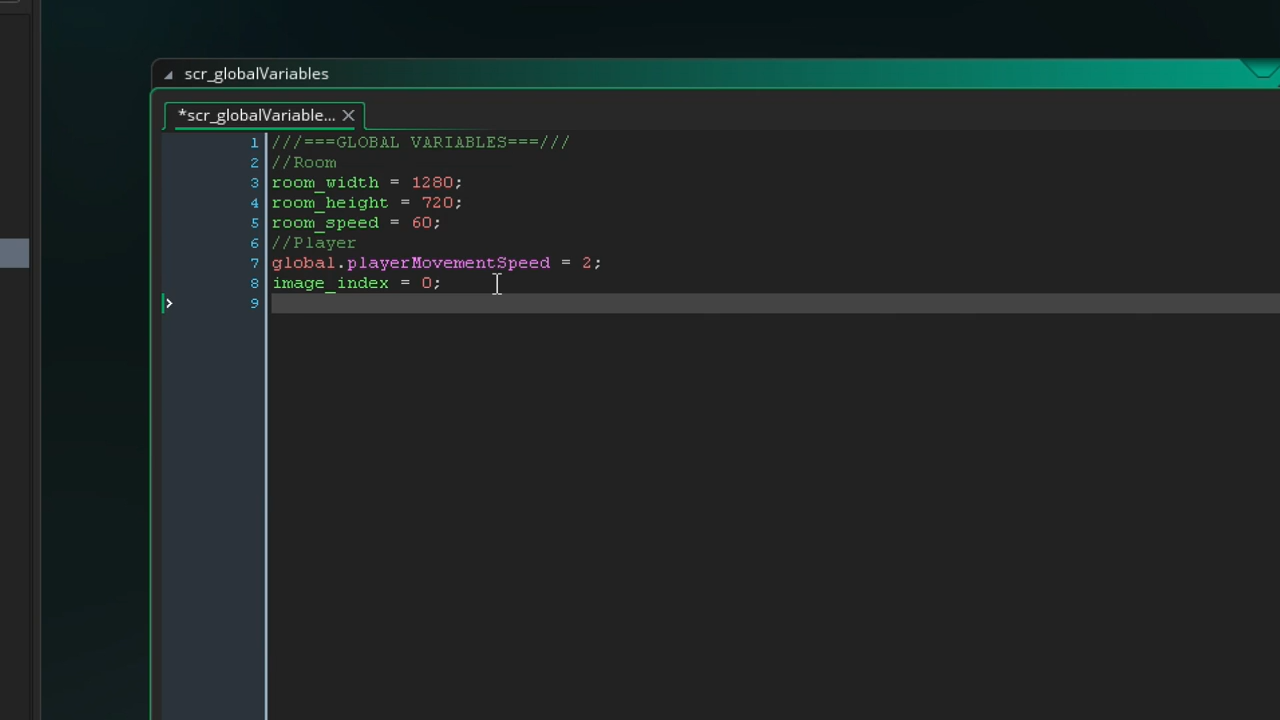 scr_globalVariables
*scr_globalVariable... ×
1 ///===GLOBAL VARIABLES===///
2 //Room
3 room_width = 1280;
4 room_height = 720;
5 room_speed = 60;
6 //Player
7 global.playerMovementSpeed = 2;
8 image_index = 0;
9